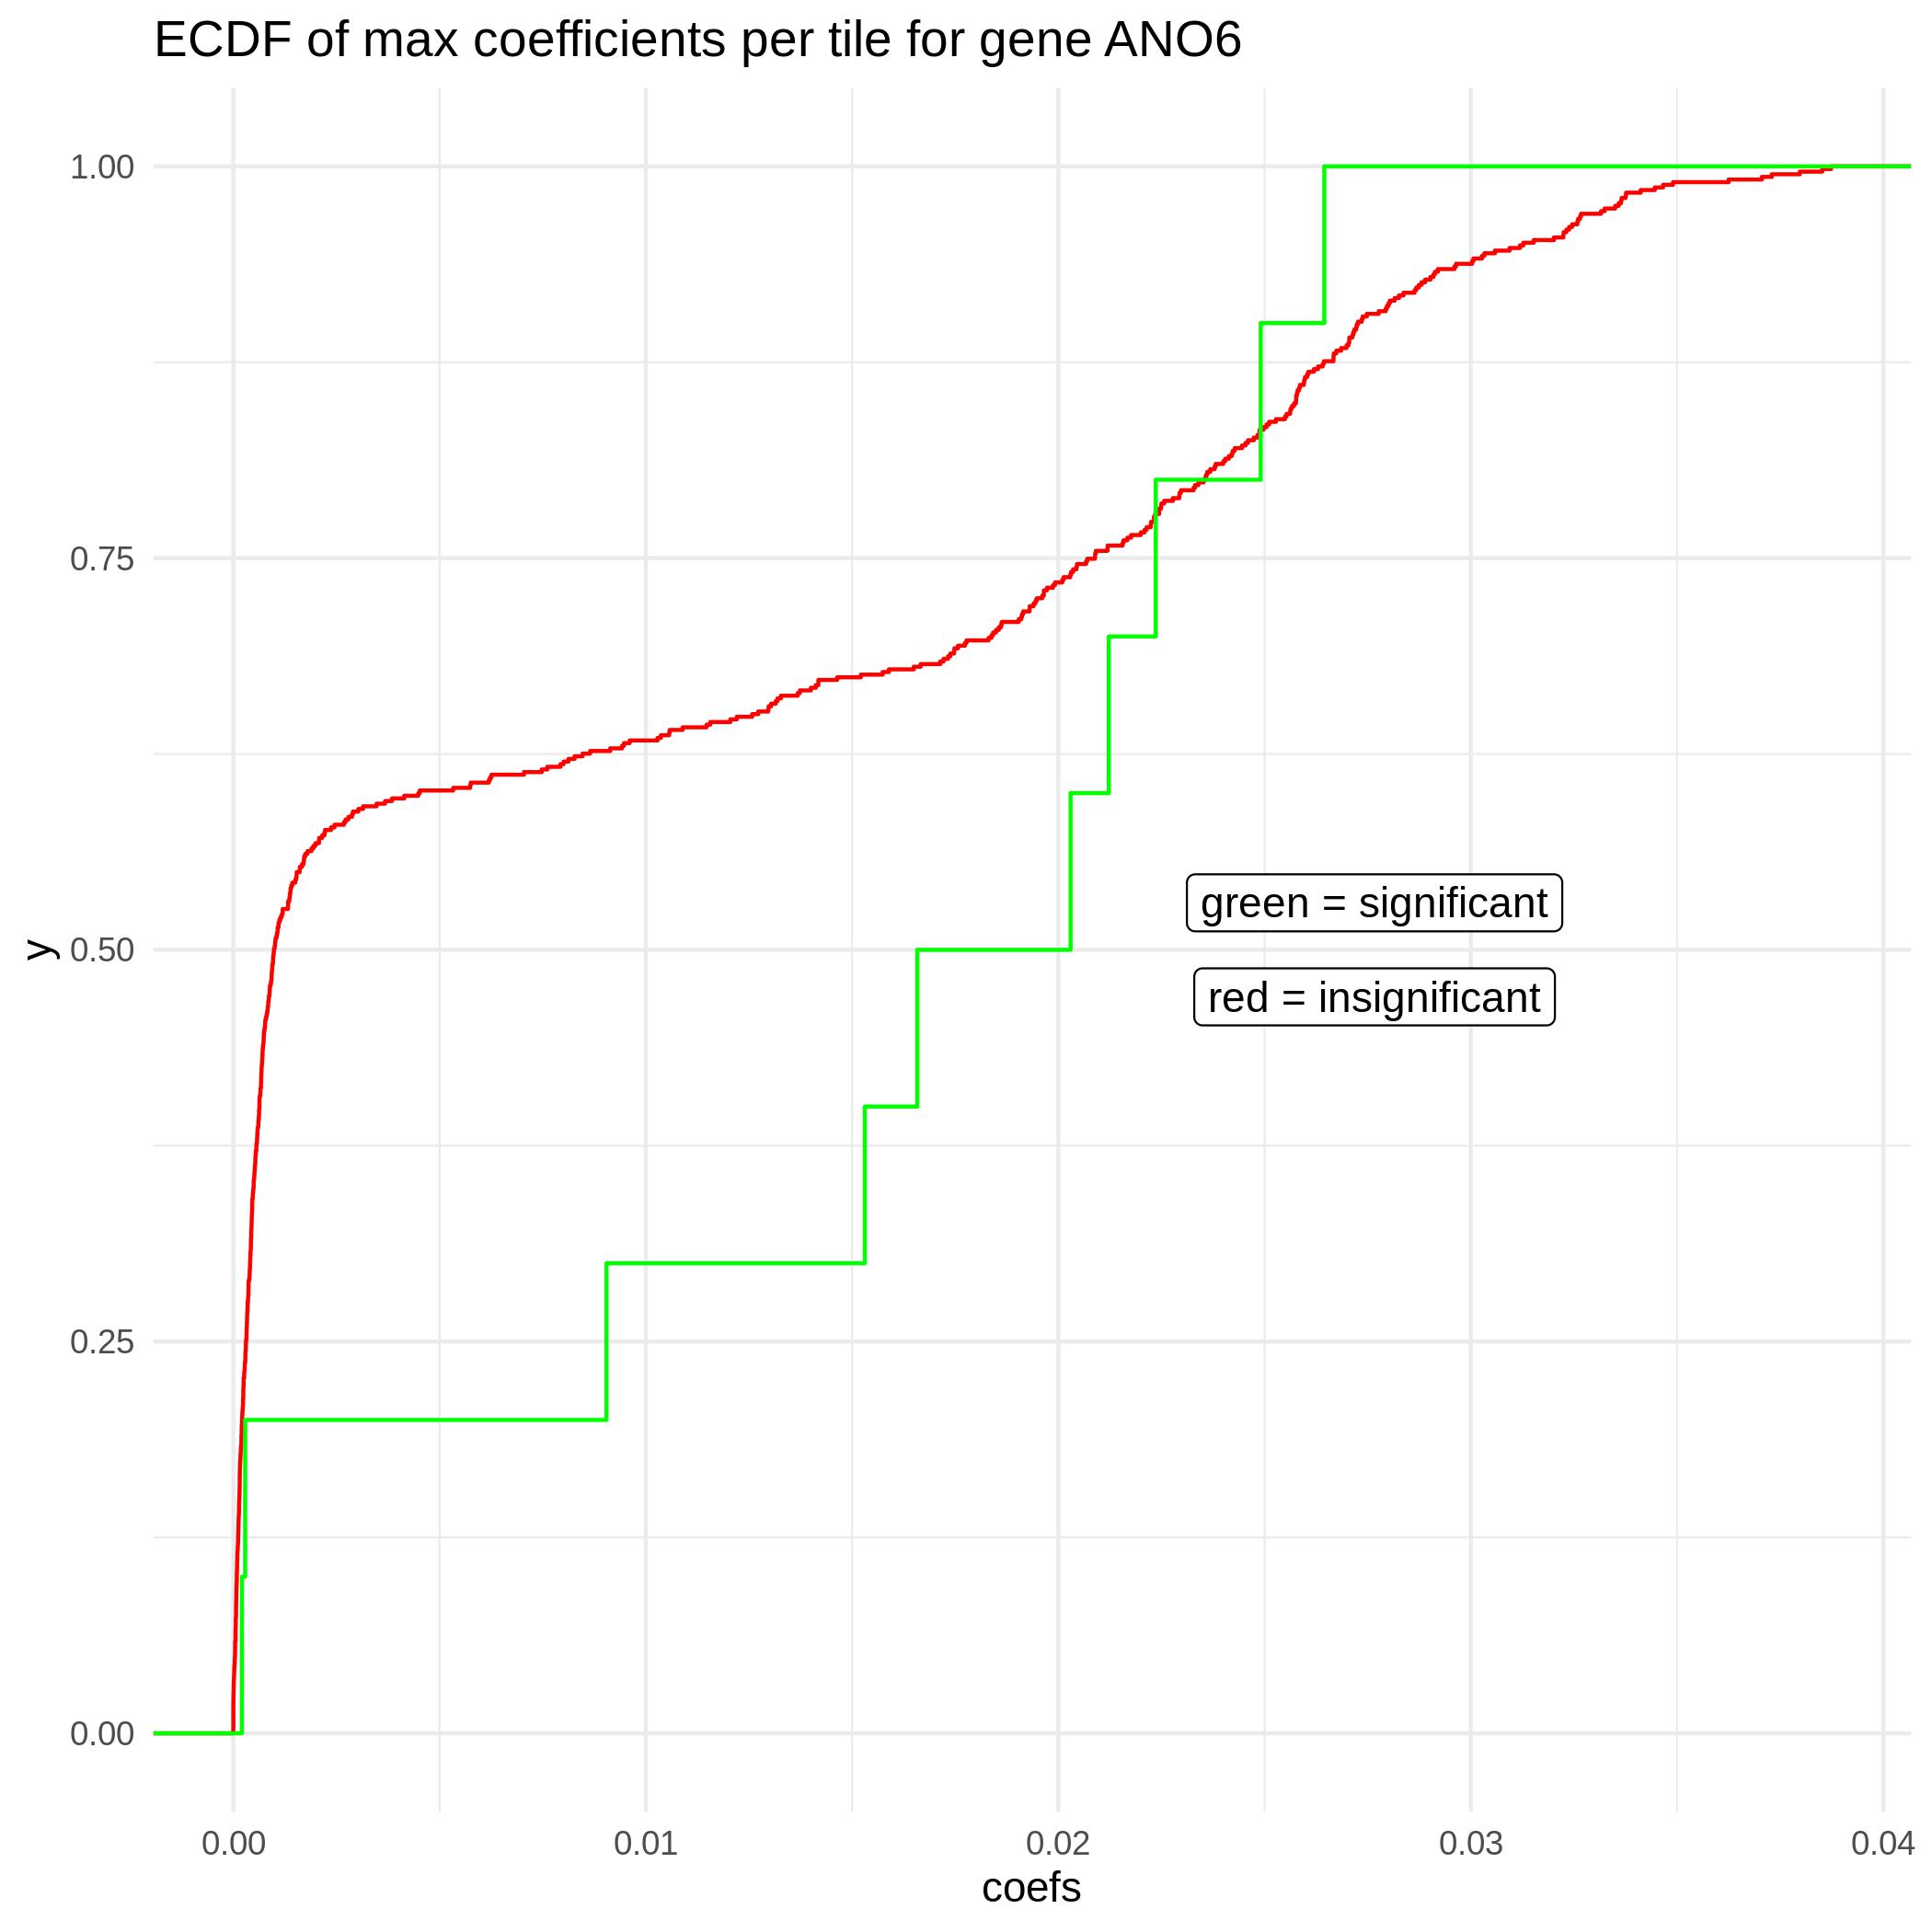 ECDF of max coefficients per tile for gene ANO6
1.00
0.75
0.50
0.25
0.00
y
green = significant
red = insignificant
0.00 0.01 0.02 0.03 0.04
coefs